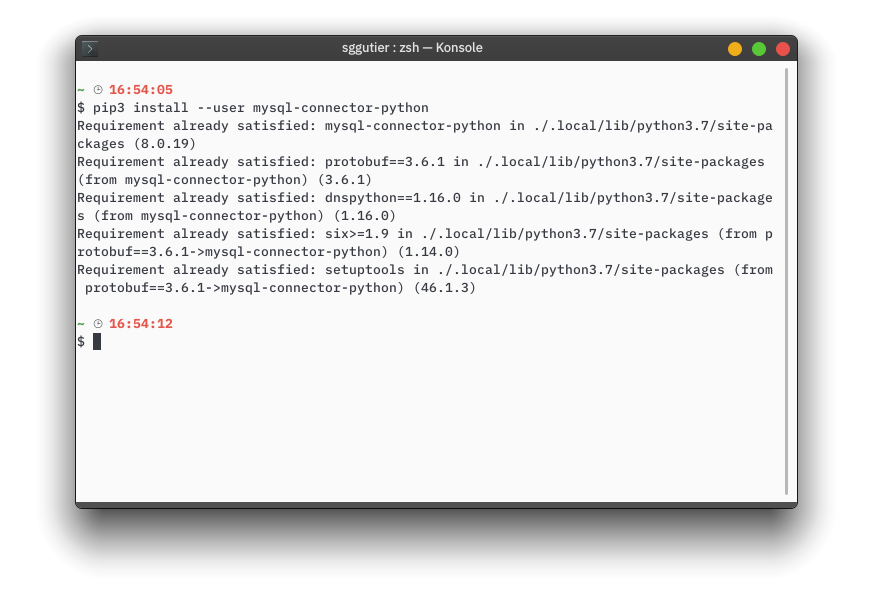 sggutier : zsh — Konsole
~ 16:54:05
$ pip3 install --user mysql-connector-python
Requirement already satisfied: mysql-connector-python in ./.local/lib/python3.7/site-pa
ckages (8.0.19)
Requirement already satisfied: protobuf==3.6.1 in ./.local/lib/python3.7/site-packages
(from mysql-connector-python) (3.6.1)
Requirement already satisfied: dnspython==1.16.0 in ./.local/lib/python3.7/site-package
s (from mysql-connector-python) (1.16.0)
Requirement already satisfied: six>=1.9 in ./.local/lib/python3.7/site-packages (from p
rotobuf==3.6.1->mysql-connector-python) (1.14.0)
Requirement already satisfied: setuptools in ./.local/lib/python3.7/site-packages (from
 protobuf==3.6.1->mysql-connector-python) (46.1.3)
~ 16:54:12
$